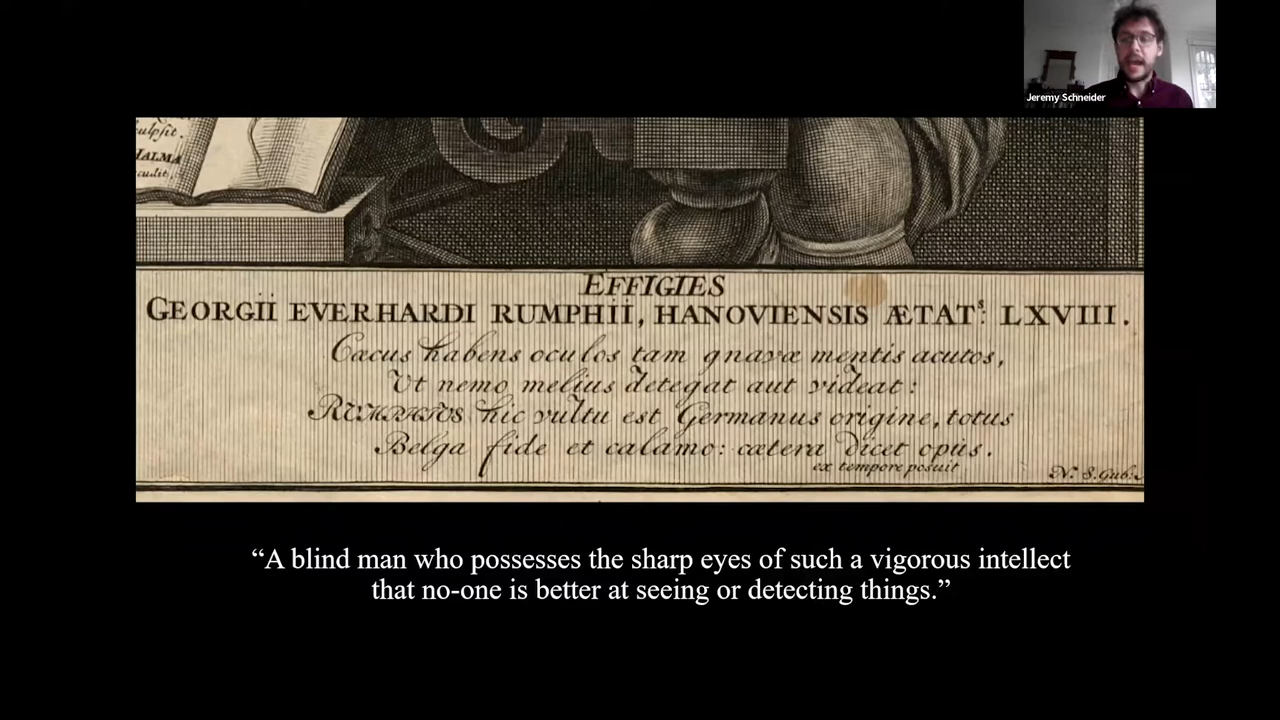 Jeremy Schneider
sculpsit.
HALMA
EFFIGIES
GEORGII EVERHARDI RUMPHII, HANOVIENSIS ÆTATs: LXVIII.
Cæcus habens oculos tam gnavæ mentis acutos,
Ut nemo melius detegat aut videat:
RUMPHIUS hic vultu est Germanus origine, totus
Belga fide et calamo: cætera dicet opus.
ex tempore posuit
N. S. Gub.
“A blind man who possesses the sharp eyes of such a vigorous intellect
that no-one is better at seeing or detecting things.”